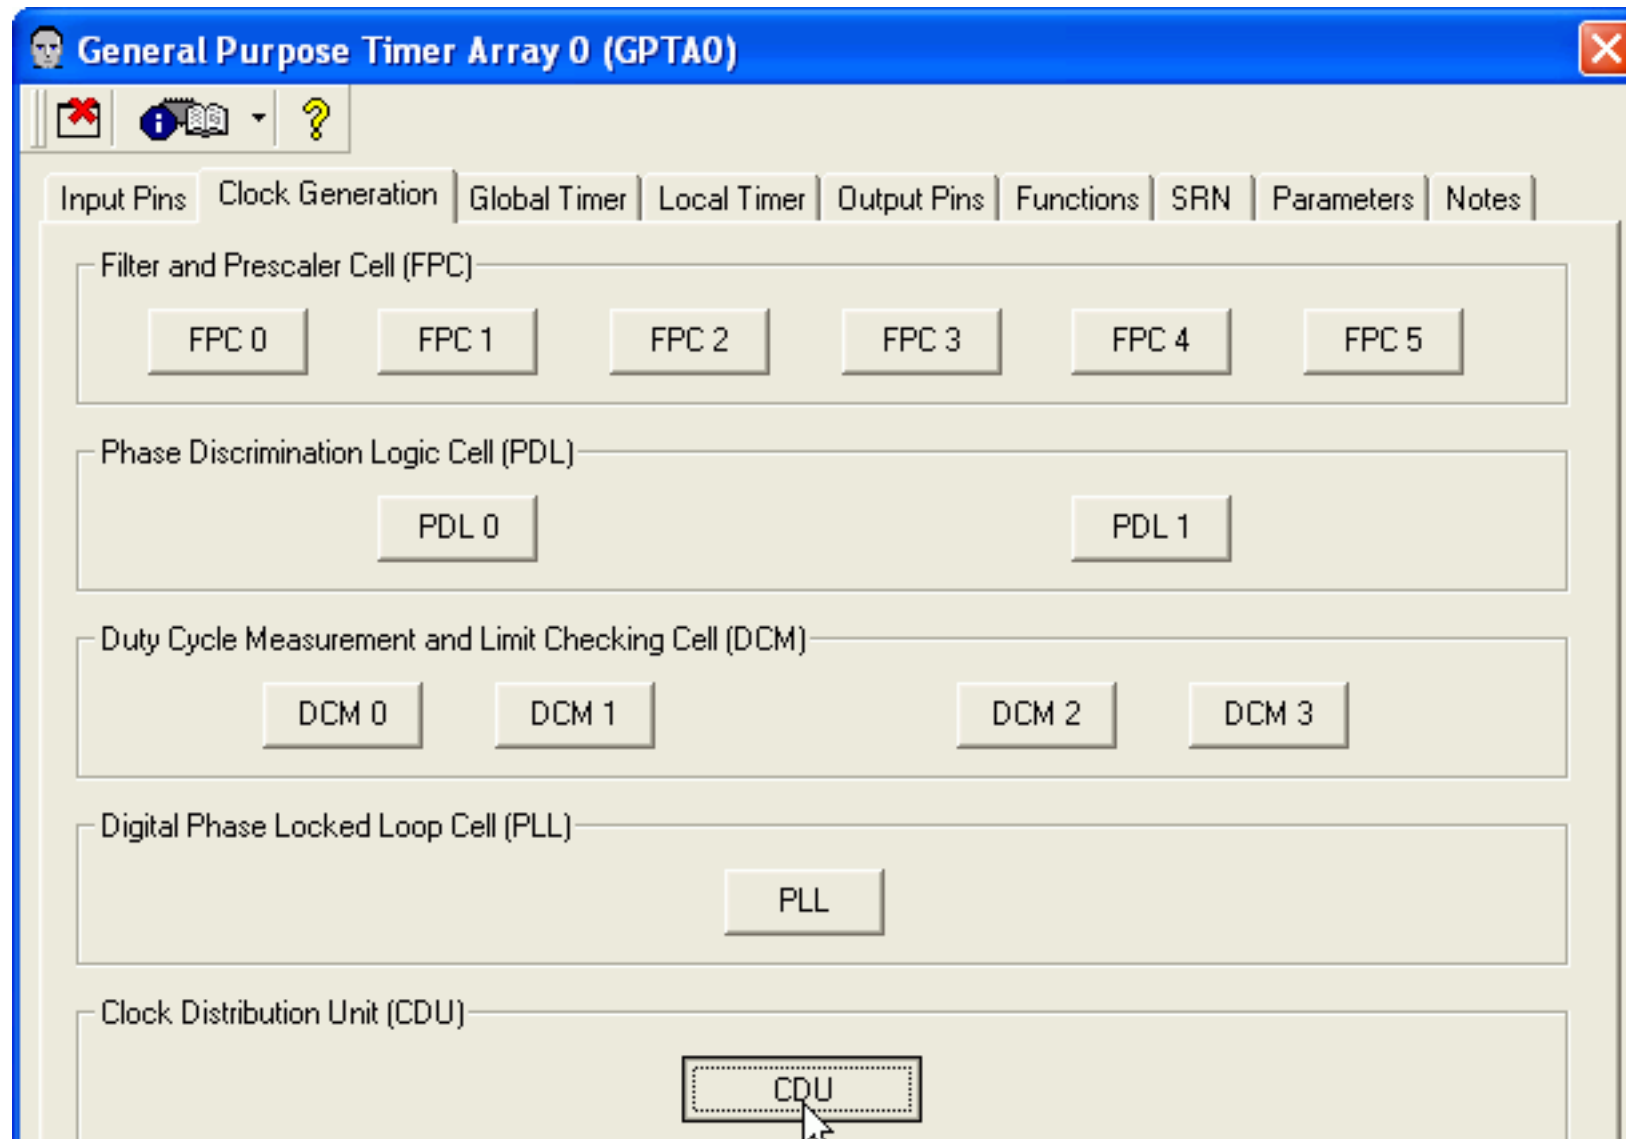 General Purpose Timer Array 0 (GPTA0)
Input Pins Clock Generation Global Timer Local Timer Output Pins Functions SRN Parameters Notes
Filter and Prescaler Cell (FPC)
FPC 0 FPC 1 FPC 2 FPC 3 FPC 4 FPC 5
Phase Discrimination Logic Cell (PDL)
PDL 0 PDL 1
Duty Cycle Measurement and Limit Checking Cell (DCM)
DCM 0 DCM 1 DCM 2 DCM 3
Digital Phase Locked Loop Cell (PLL)
PLL
Clock Distribution Unit (CDU)
CDU